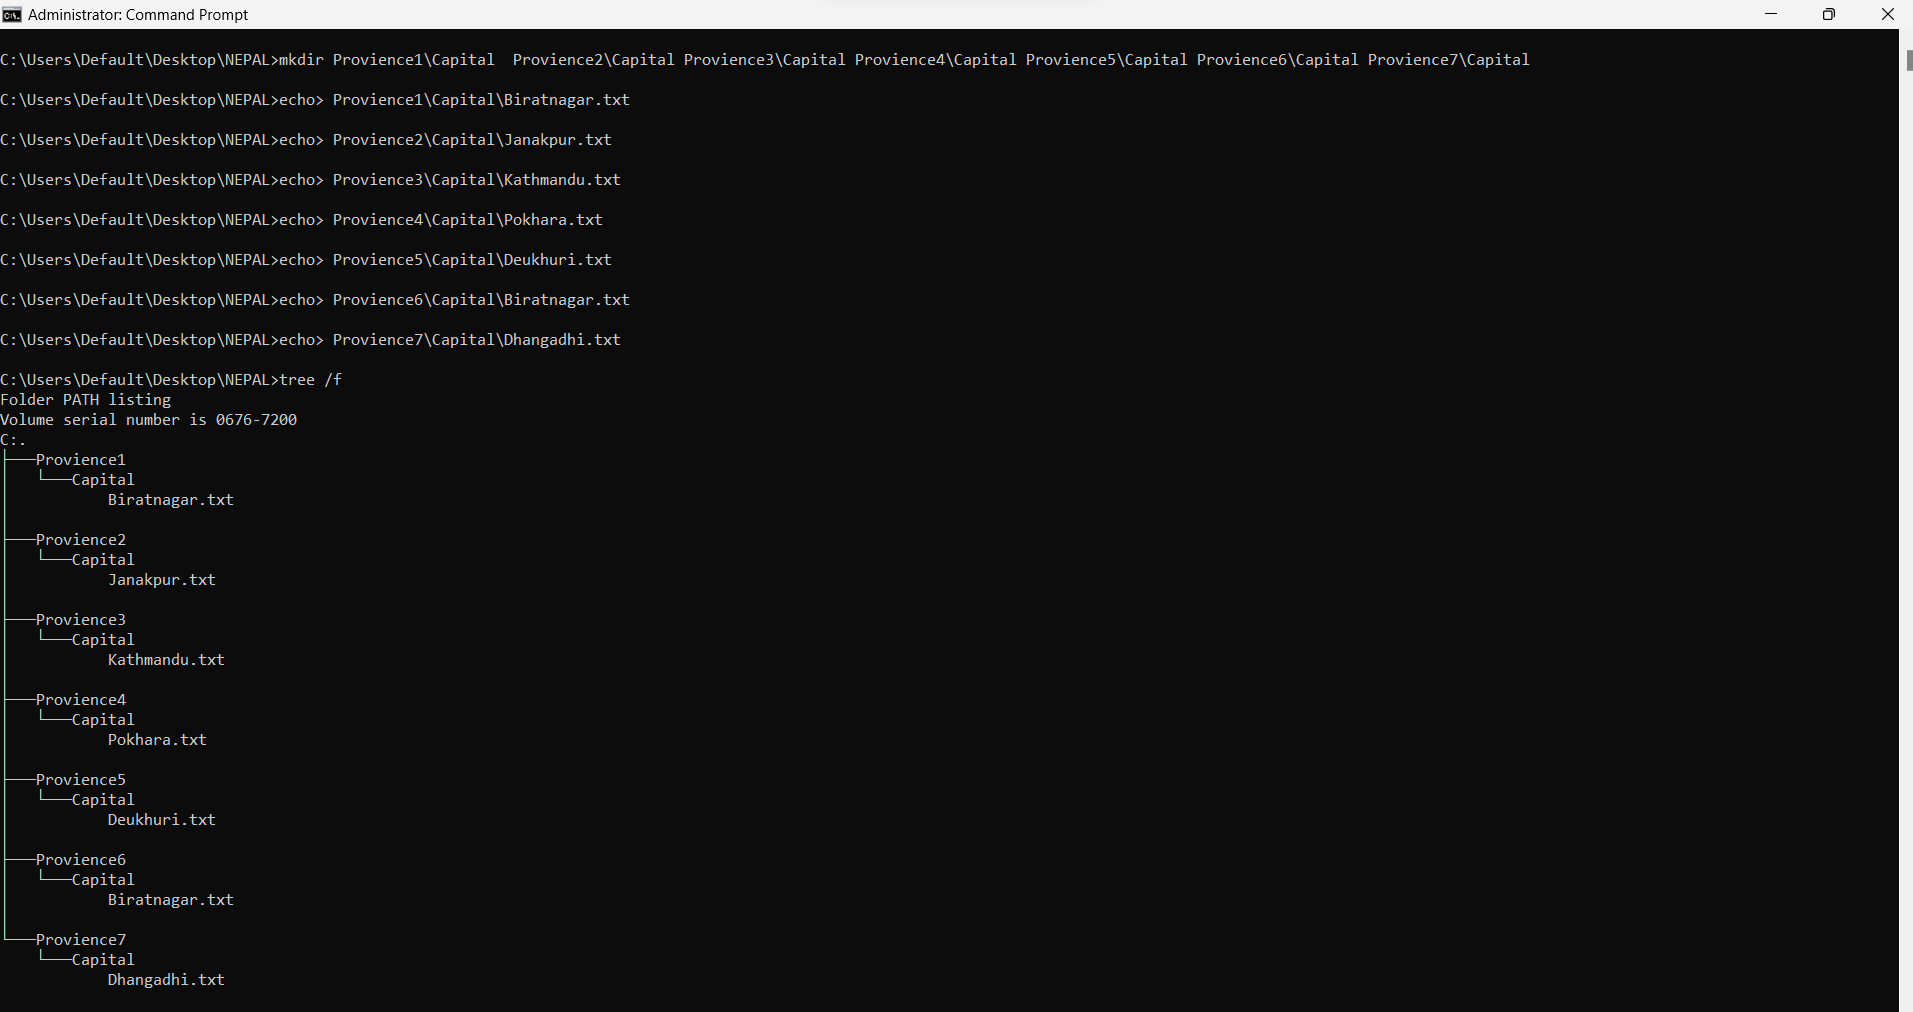 Administrator: Command Prompt
C:\Users\Default\Desktop\NEPAL>mkdir Provience1\Capital  Provience2\Capital Provience3\Capital Provience4\Capital Provience5\Capital Provience6\Capital Provience7\Capital
C:\Users\Default\Desktop\NEPAL>echo> Provience1\Capital\Biratnagar.txt
C:\Users\Default\Desktop\NEPAL>echo> Provience2\Capital\Janakpur.txt
C:\Users\Default\Desktop\NEPAL>echo> Provience3\Capital\Kathmandu.txt
C:\Users\Default\Desktop\NEPAL>echo> Provience4\Capital\Pokhara.txt
C:\Users\Default\Desktop\NEPAL>echo> Provience5\Capital\Deukhuri.txt
C:\Users\Default\Desktop\NEPAL>echo> Provience6\Capital\Biratnagar.txt
C:\Users\Default\Desktop\NEPAL>echo> Provience7\Capital\Dhangadhi.txt
C:\Users\Default\Desktop\NEPAL>tree /f
Folder PATH listing
Volume serial number is 0676-7200
C:.
├───Provience1
│   └───Capital
│           Biratnagar.txt
├───Provience2
│   └───Capital
│           Janakpur.txt
├───Provience3
│   └───Capital
│           Kathmandu.txt
├───Provience4
│   └───Capital
│           Pokhara.txt
├───Provience5
│   └───Capital
│           Deukhuri.txt
├───Provience6
│   └───Capital
│           Biratnagar.txt
└───Provience7
    └───Capital
            Dhangadhi.txt